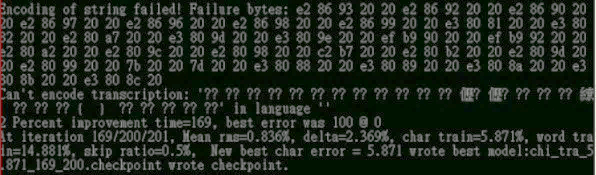 Encoding of string failed! Failure bytes: e2 86 93 20 20 e2 86 92 20 20 e2 86 90 20
20 e2 86 97 20 20 e2 86 96 20 20 e2 86 98 20 20 e2 86 99 20 20 e3 80 81 20 20 e3 8
0 82 20 20 e2 80 a7 20 20 e3 80 9d 20 20 e3 80 9e 20 20 ef b9 90 20 20 ef b9 92 20 20
e2 80 a2 20 20 e2 80 9c 20 20 e2 80 98 20 20 c2 b7 20 20 e2 b2 20 20 e2 80 9d 20
20 e2 80 99 20 20 7b 20 20 7d 20 20 e3 80 88 20 20 e3 80 89 20 20 e3 80 8a 20 20 e3
80 8b 20 20 e3 80 8c 20
Can't encode transcription: '?? ?? ?? ?? ?? ?? ?? ?? ?? ?? ?? ?? ? ?? ?? ?? ??
?? ?? ?? { } ?? ?? ?? ?? ??' in language ''
2 Percent improvement time=169, best error was 100 @ 0
At iteration 169/200/201, Mean rms=0.836%, delta=2.369%, char train=5.871%, word tra
in=14.881%, skip ratio=0.5%, New best char error = 5.871 wrote best model:chi_tra_5
.871_169_200.checkpoint wrote checkpoint.